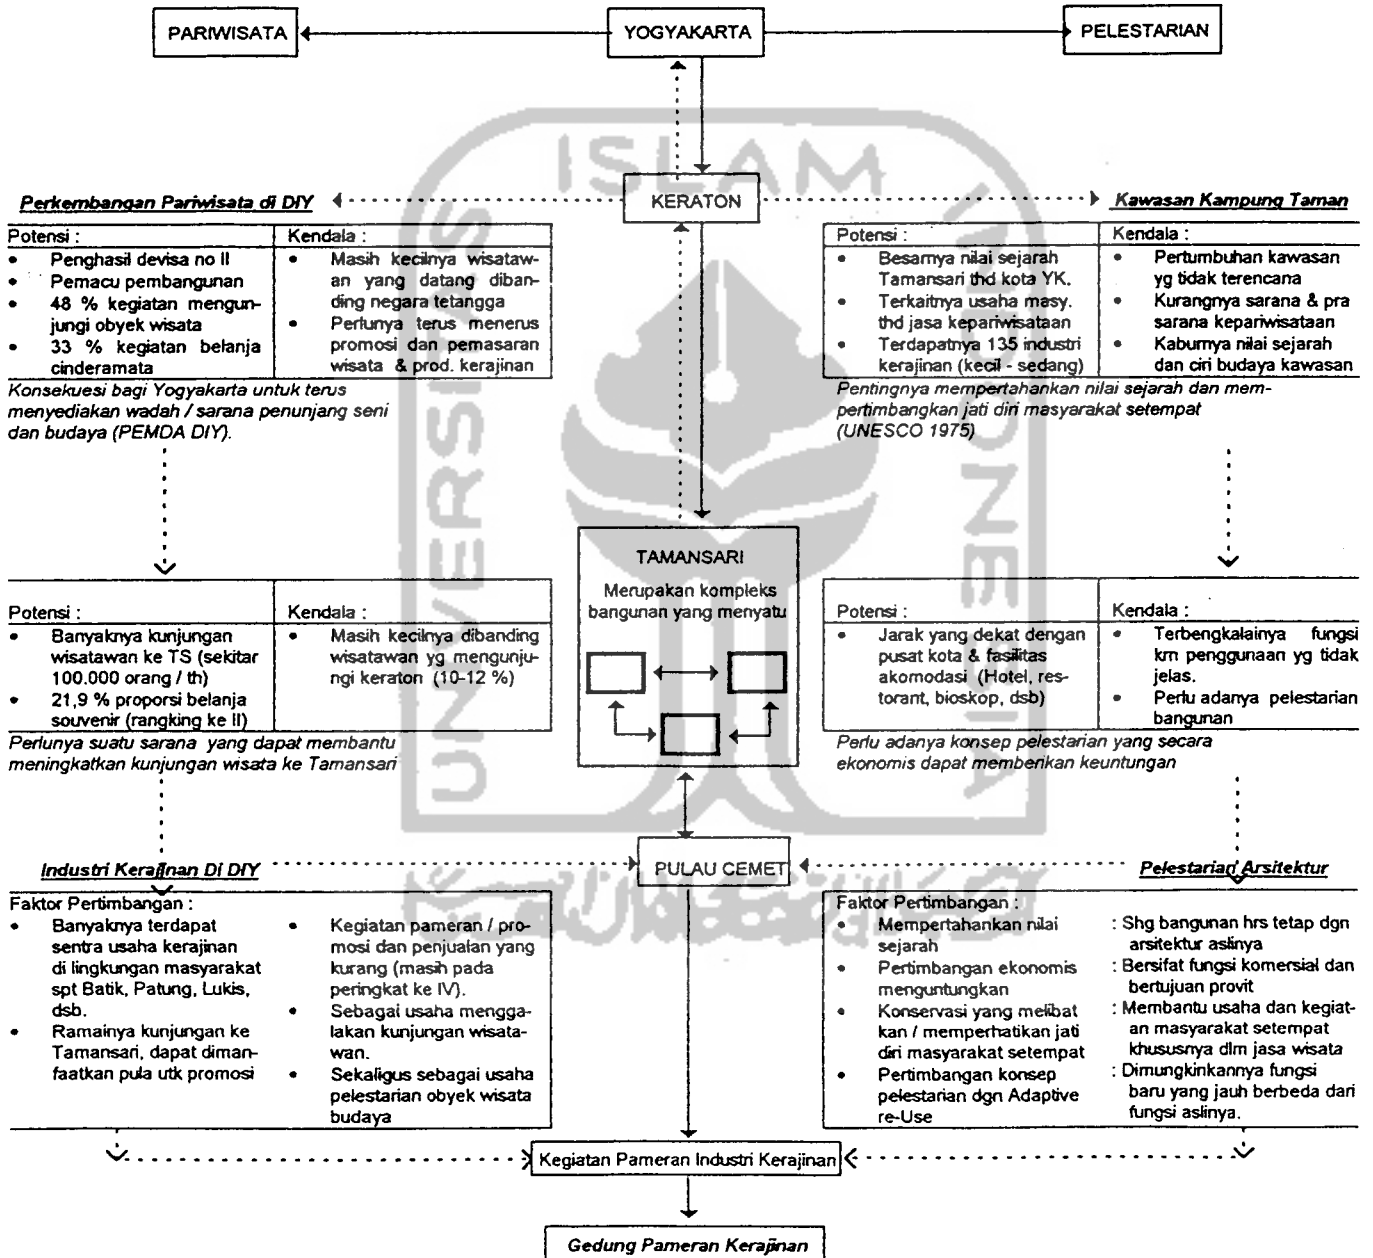 PARIWISATA
YOGYAKARTA
PELESTARIAN
KERATON
Perkembangan Pariwisata di DIY
Potensi :
• Penghasil devisa no II
• Pemacu pembangunan
• 48 % kegiatan mengun-
jungi obyek wisata
• 33 % kegiatan belanja
cinderamata
Kendala :
• Masih kecilnya wisataw-
an yang datang diban-
ding negara tetangga
• Perlunya terus menerus
promosi dan pemasaran
wisata & prod. kerajinan
Konsekuesi bagi Yogyakarta untuk terus
menyediakan wadah / sarana penunjang seni
dan budaya (PEMDA DIY).
Kawasan Kampung Taman
Potensi :
• Besarnya nilai sejarah
Tamansari thd kota YK.
• Terkaitnya usaha masy.
thd jasa kepariwisataan
• Terdapatnya 135 industri
kerajinan (kecil - sedang)
Kendala :
• Pertumbuhan kawasan
yg tidak terencana
• Kurangnya sarana & pra
sarana kepariwisataan
• Kaburnya nilai sejarah
dan ciri budaya kawasan
Pentingnya mempertahankan nilai sejarah dan mem-
pertimbangkan jati diri masyarakat setempat
(UNESCO 1975)
Potensi :
• Banyaknya kunjungan
wisatawan ke TS (sekitar
100.000 orang / th)
• 21,9 % proporsi belanja
souvenir (rangking ke II)
Kendala :
• Masih kecilnya dibanding
wisatawan yg mengunju-
ngi keraton (10-12 %)
Perlunya suatu sarana yang dapat membantu
meningkatkan kunjungan wisata ke Tamansari
TAMANSARI
Merupakan kompleks
bangunan yang menyatu
Potensi :
• Jarak yang dekat dengan
pusat kota & fasilitas
akomodasi (Hotel, res-
torant, bioskop, dsb)
Kendala :
• Terbengkalainya fungsi
km penggunaan yg tidak
jelas.
• Perlu adanya pelestarian
bangunan
Perlu adanya konsep pelestarian yang secara
ekonomis dapat memberikan keuntungan
PULAU CEMET
Industri Kerajinan Di DIY
Faktor Pertimbangan :
• Banyaknya terdapat
sentra usaha kerajinan
di lingkungan masyarakat
spt Batik, Patung, Lukis,
dsb.
• Ramainya kunjungan ke
Tamansari, dapat diman-
faatkan pula utk promosi
• Kegiatan pameran / pro-
mosi dan penjualan yang
kurang (masih pada
peringkat ke IV).
• Sebagai usaha mengga-
lakan kunjungan wisata-
wan.
• Sekaligus sebagai usaha
pelestarian obyek wisata
budaya
Pelestarian Arsitektur
Faktor Pertimbangan :
• Mempertahankan nilai
sejarah
• Pertimbangan ekonomis
menguntungkan
• Konservasi yang melibat
kan / memperhatikan jati
diri masyarakat setempat
• Pertimbangan konsep
pelestarian dgn Adaptive
re-Use
: Shg bangunan hrs tetap dgn
arsitektur aslinya
: Bersifat fungsi komersial dan
bertujuan provit
: Membantu usaha dan kegiat-
an masyarakat setempat
khususnya dlm jasa wisata
: Dimungkinkannya fungsi
baru yang jauh berbeda dari
fungsi aslinya.
Kegiatan Pameran Industri Kerajinan
Gedung Pameran Kerajinan
UNIVERSITAS
ISLAM
INDONESIA